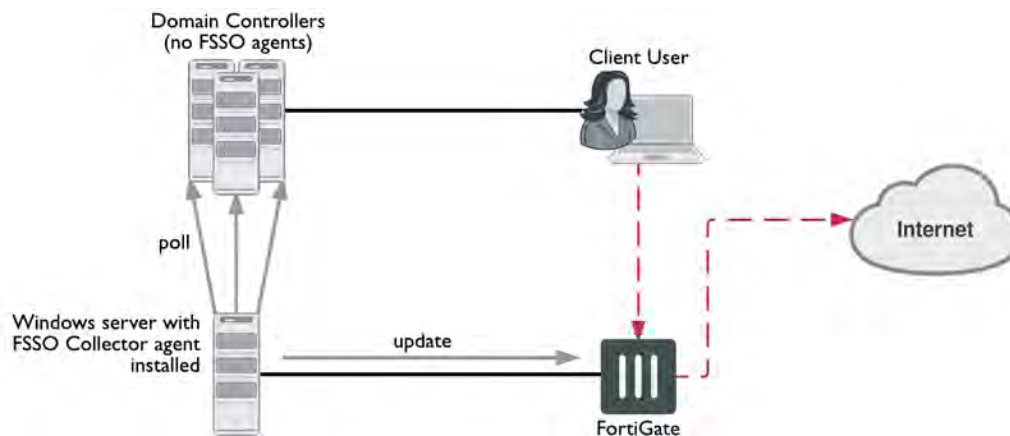 Domain Controllers
(no FSSO agents)
Client User
Internet
poll
Windows server with
FSSO Collector agent
installed
update
FortiGate